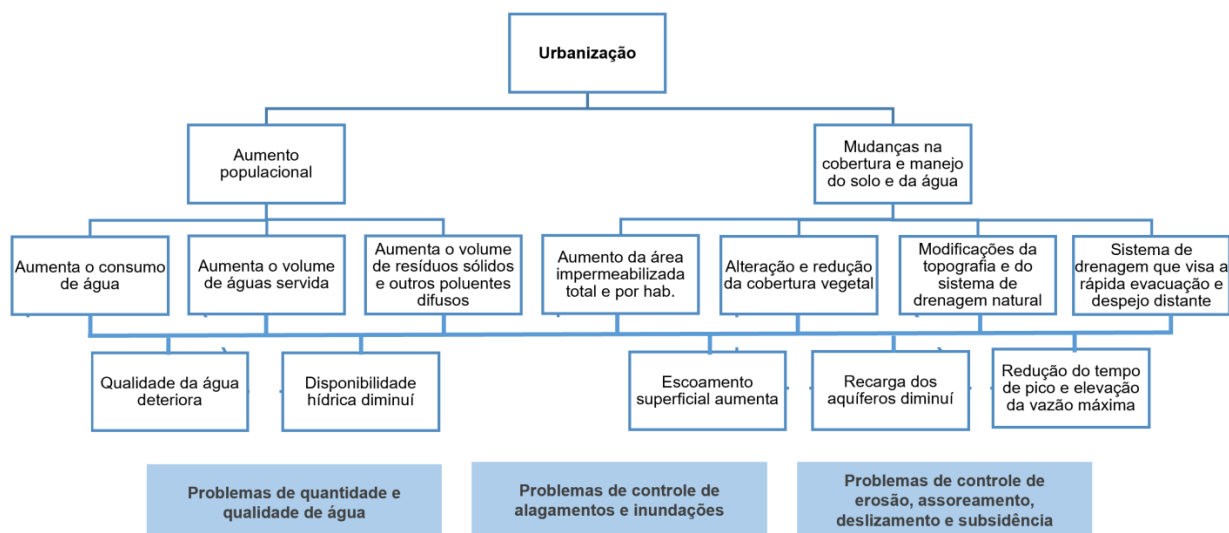 Urbanização
Aumento
populacional
Mudanças na
cobertura e manejo
do solo e da água
Aumenta o consumo
de água
Aumenta o volume
de águas servida
Aumenta o volume
de resíduos sólidos
e outros poluentes
difusos
Aumento da área
impermeabilizada
total e por hab.
Alteração e redução
da cobertura vegetal
Modificações da
topografia e do
sistema de
drenagem natural
Sistema de
drenagem que visa a
rápida evacuação e
despejo distante
Qualidade da água
deteriora
Disponibilidade
hídrica diminuí
Escoamento
superficial aumenta
Recarga dos
aquíferos diminuí
Redução do tempo
de pico e elevação
da vazão máxima
Problemas de quantidade e
qualidade de água
Problemas de controle de
alagamentos e inundações
Problemas de controle de
erosão, assoreamento,
deslizamento e subsidência